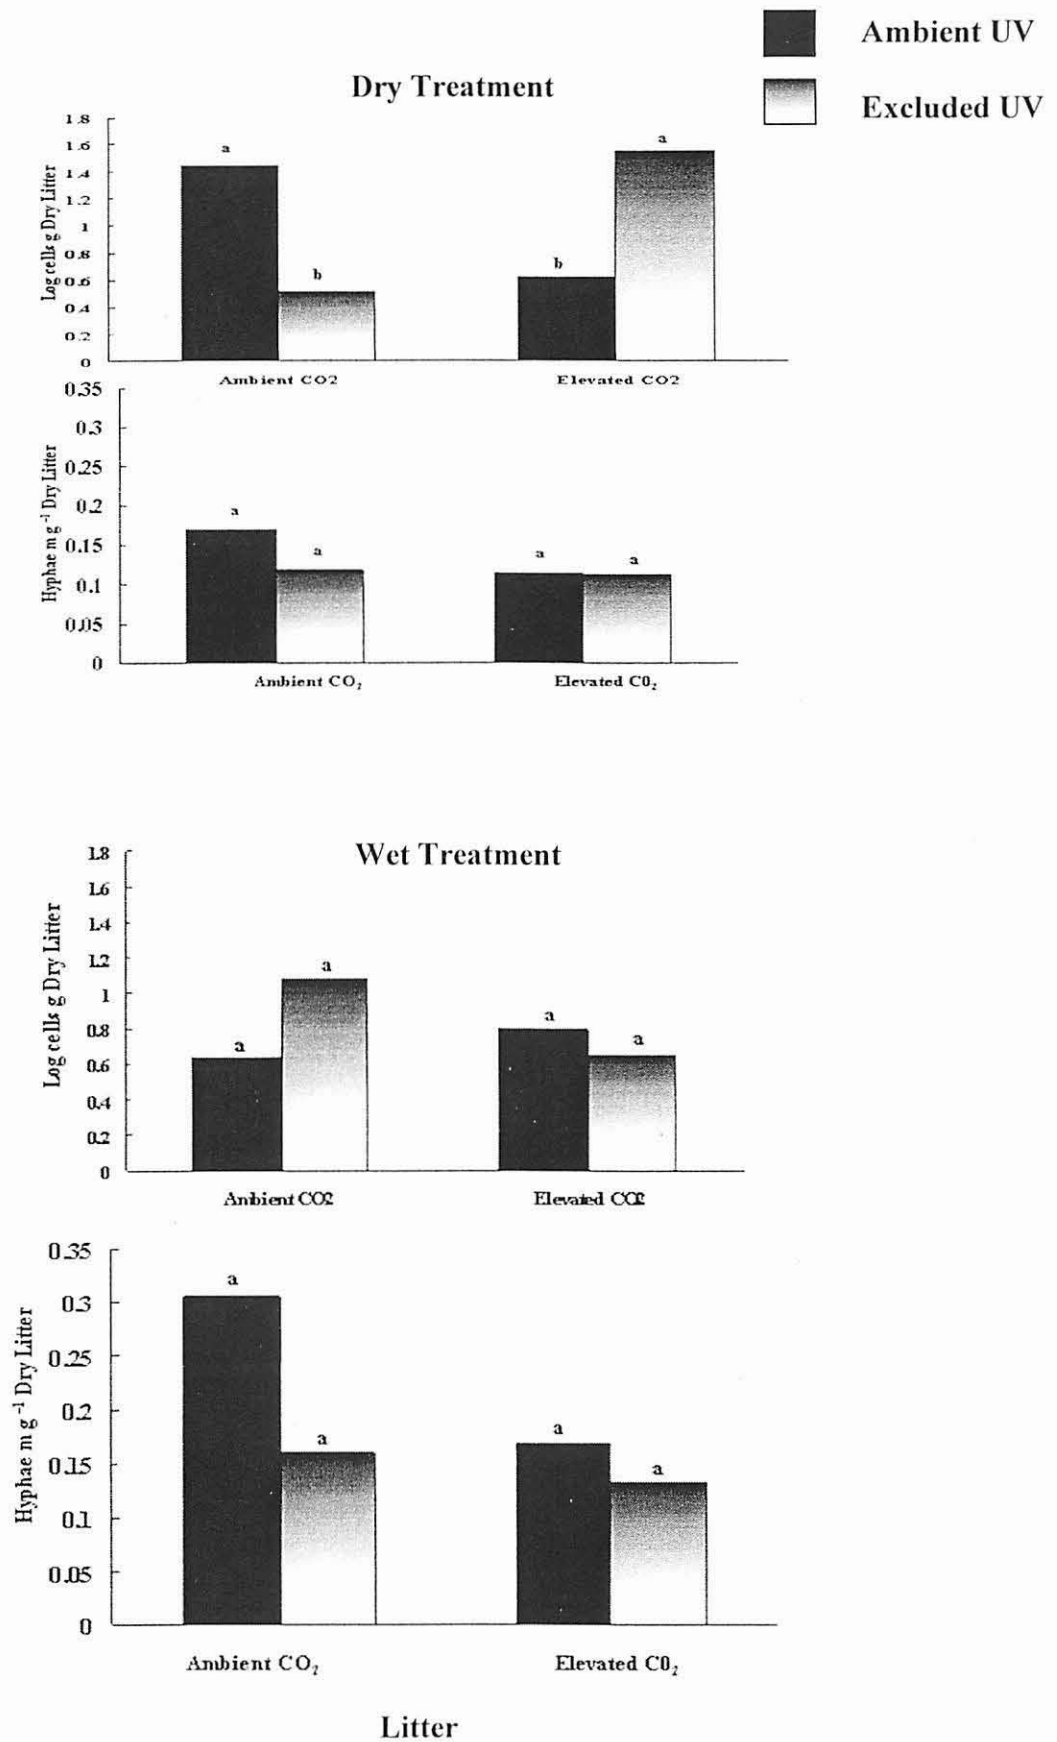 Ambient UV
Excluded UV
Dry Treatment
Log cells g Dry Litter
1.8
1.6
1.4
1.2
1
0.8
0.6
0.4
0.2
0
a
b
b
a
Ambient CO2
Elevated CO2
Hyphae m g⁻¹ Dry Litter
0.35
0.3
0.25
0.2
0.15
0.1
0.05
0
a
a
a
a
Ambient CO₂
Elevated C0₂
Wet Treatment
Log cells g Dry Litter
1.8
1.6
1.4
1.2
1
0.8
0.6
0.4
0.2
0
a
a
a
a
Ambient CO2
Elevated CO2
Hyphae m g⁻¹ Dry Litter
0.35
0.3
0.25
0.2
0.15
0.1
0.05
0
a
a
a
a
Ambient CO₂
Elevated C0₂
Litter